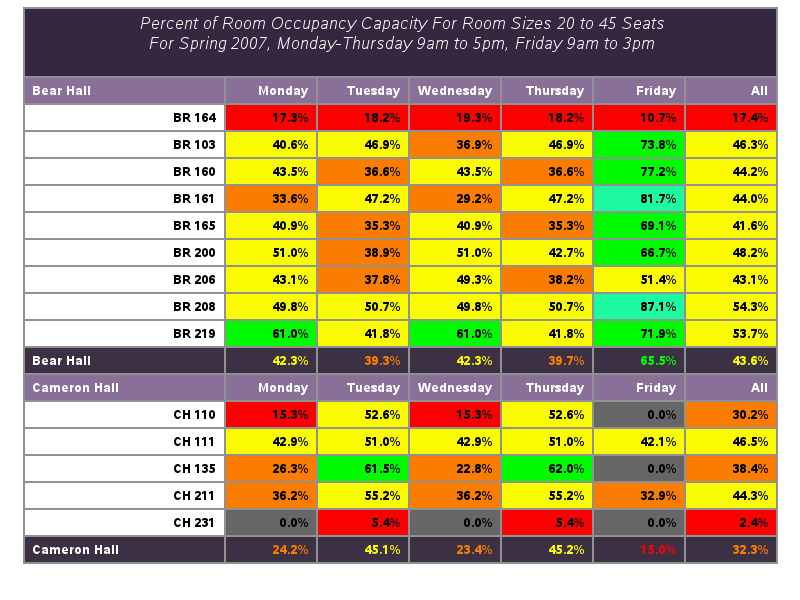 Percent of Room Occupancy Capacity For Room Sizes 20 to 45 Seats
For Spring 2007, Monday-Thursday 9am to 5pm, Friday 9am to 3pm
Bear Hall Monday Tuesday Wednesday Thursday Friday All
BR 164 17.3% 18.2% 19.3% 18.2% 10.7% 17.4%
BR 103 40.6% 46.9% 36.9% 46.9% 73.8% 46.3%
BR 160 43.5% 36.6% 43.5% 36.6% 77.2% 44.2%
BR 161 33.6% 47.2% 29.2% 47.2% 81.7% 44.0%
BR 165 40.9% 35.3% 40.9% 35.3% 69.1% 41.6%
BR 200 51.0% 38.9% 51.0% 42.7% 66.7% 48.2%
BR 206 43.1% 37.8% 49.3% 38.2% 51.4% 43.1%
BR 208 49.8% 50.7% 49.8% 50.7% 87.1% 54.3%
BR 219 61.0% 41.8% 61.0% 41.8% 71.9% 53.7%
Bear Hall 42.3% 39.3% 42.3% 39.7% 65.5% 43.6%
Cameron Hall Monday Tuesday Wednesday Thursday Friday All
CH 110 15.3% 52.6% 15.3% 52.6% 0.0% 30.2%
CH 111 42.9% 51.0% 42.9% 51.0% 42.1% 46.5%
CH 135 26.3% 61.5% 22.8% 62.0% 0.0% 38.4%
CH 211 36.2% 55.2% 36.2% 55.2% 32.9% 44.3%
CH 231 0.0% 5.4% 0.0% 5.4% 0.0% 2.4%
Cameron Hall 24.2% 45.1% 23.4% 45.2% 15.0% 32.3%